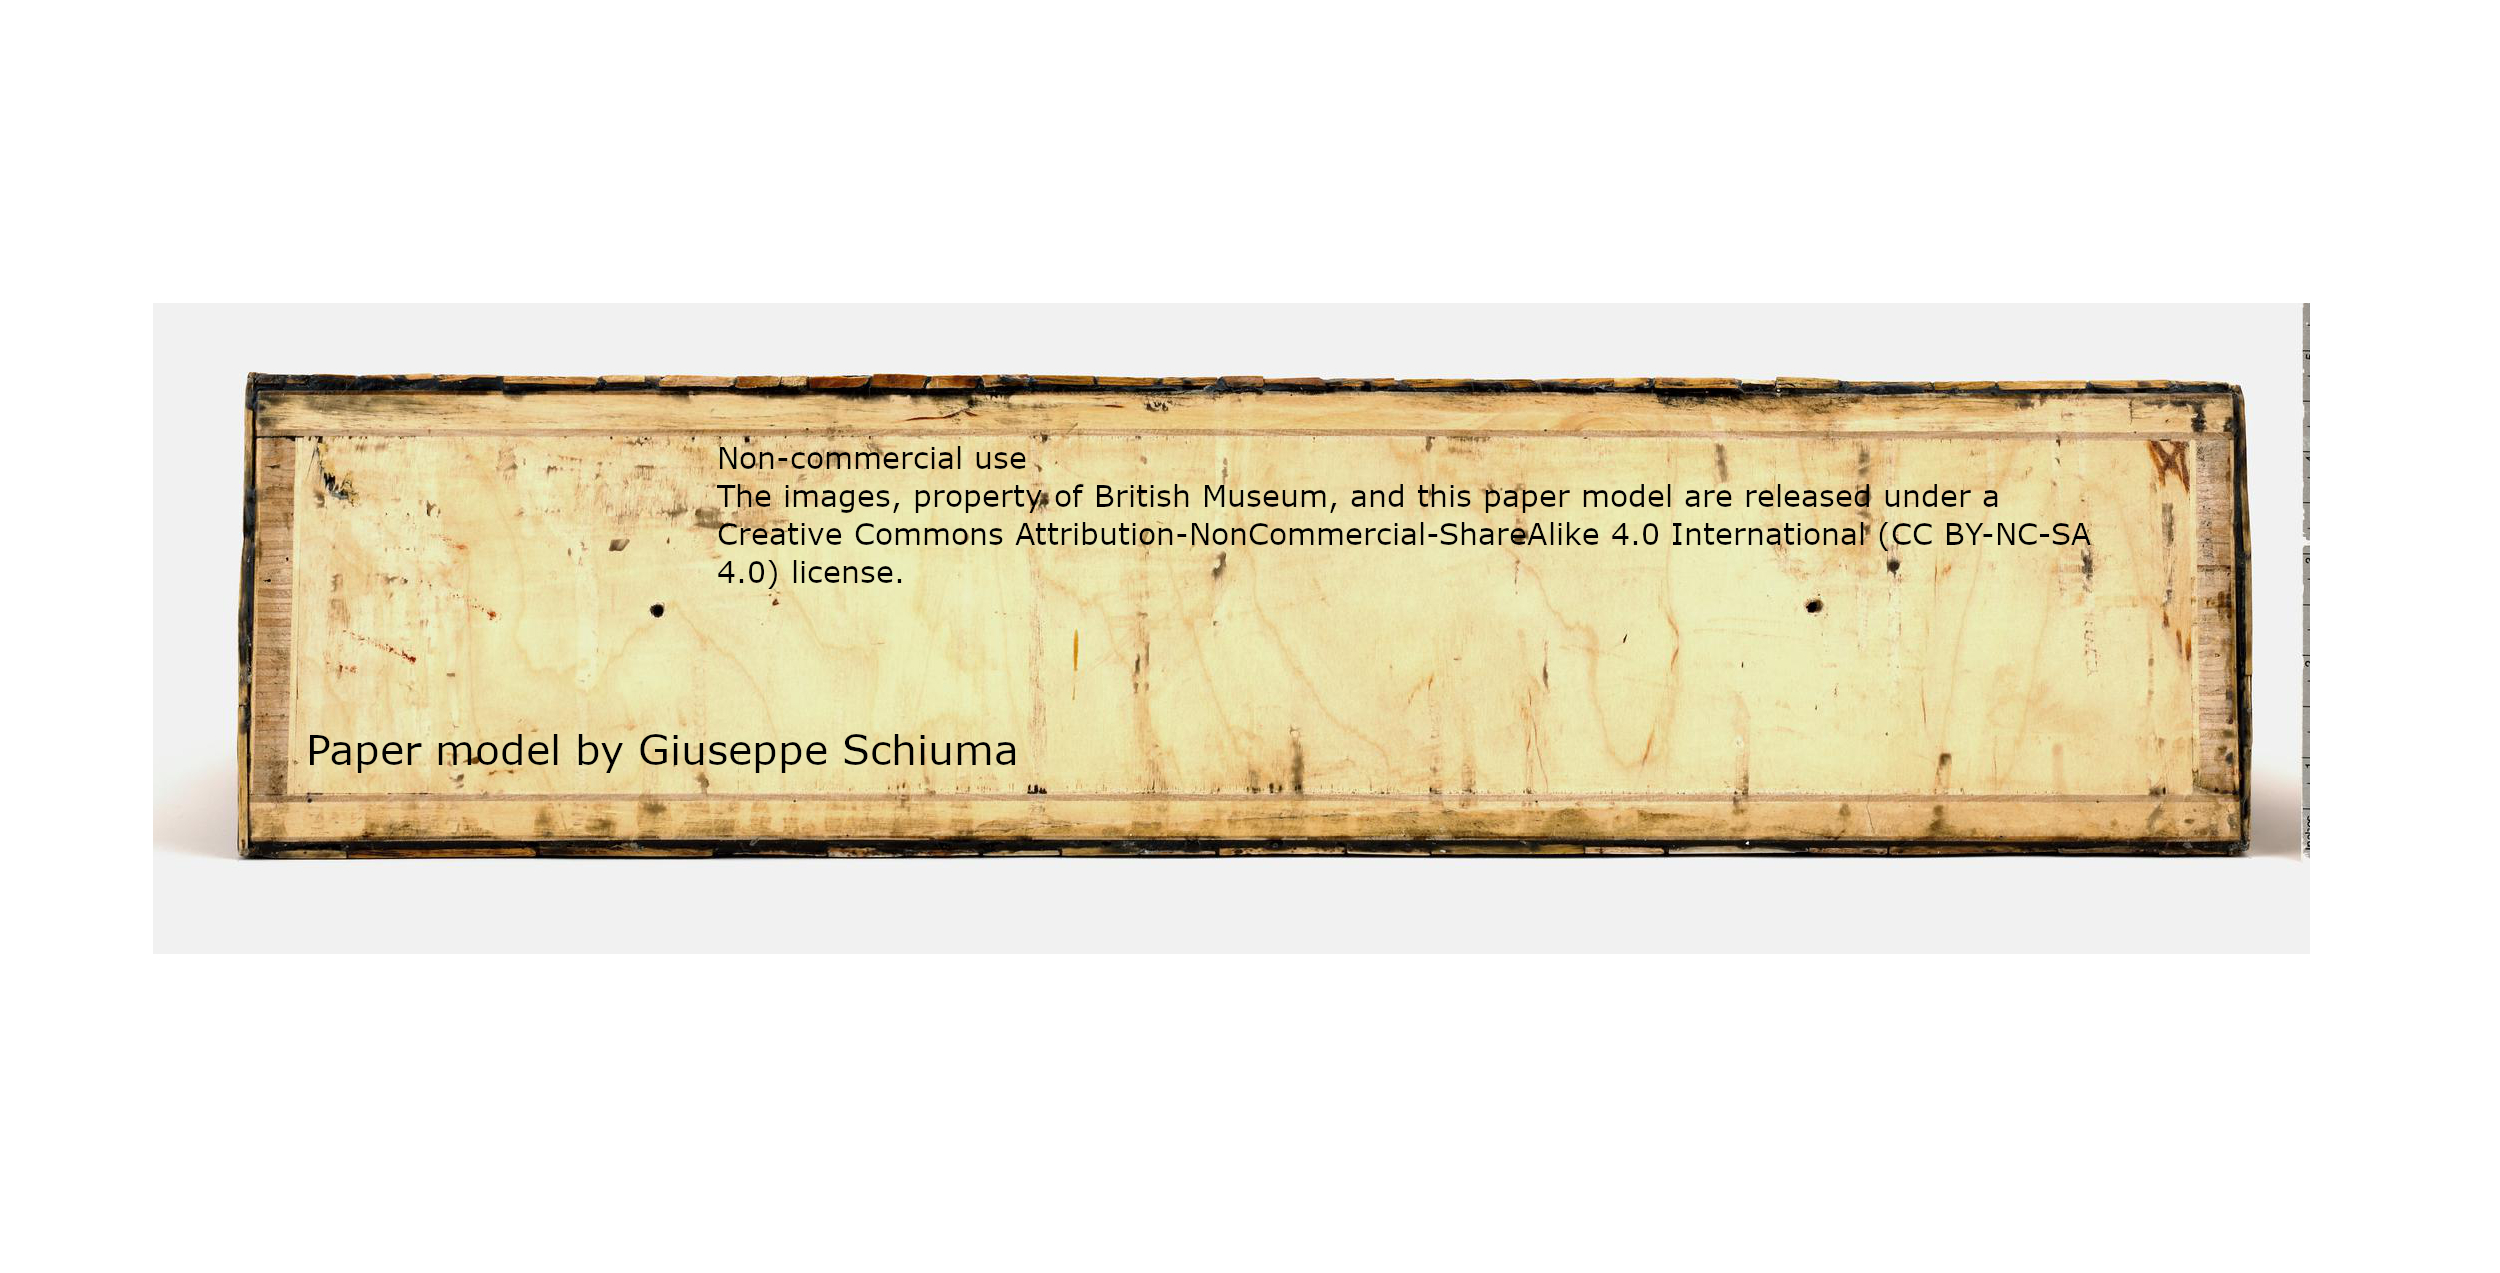 Non-commercial use
The images, property of British Museum, and this paper model are released under a
Creative Commons Attribution-NonCommercial-ShareAlike 4.0 International (CC BY-NC-SA
4.0) license.
Paper model by Giuseppe Schiuma